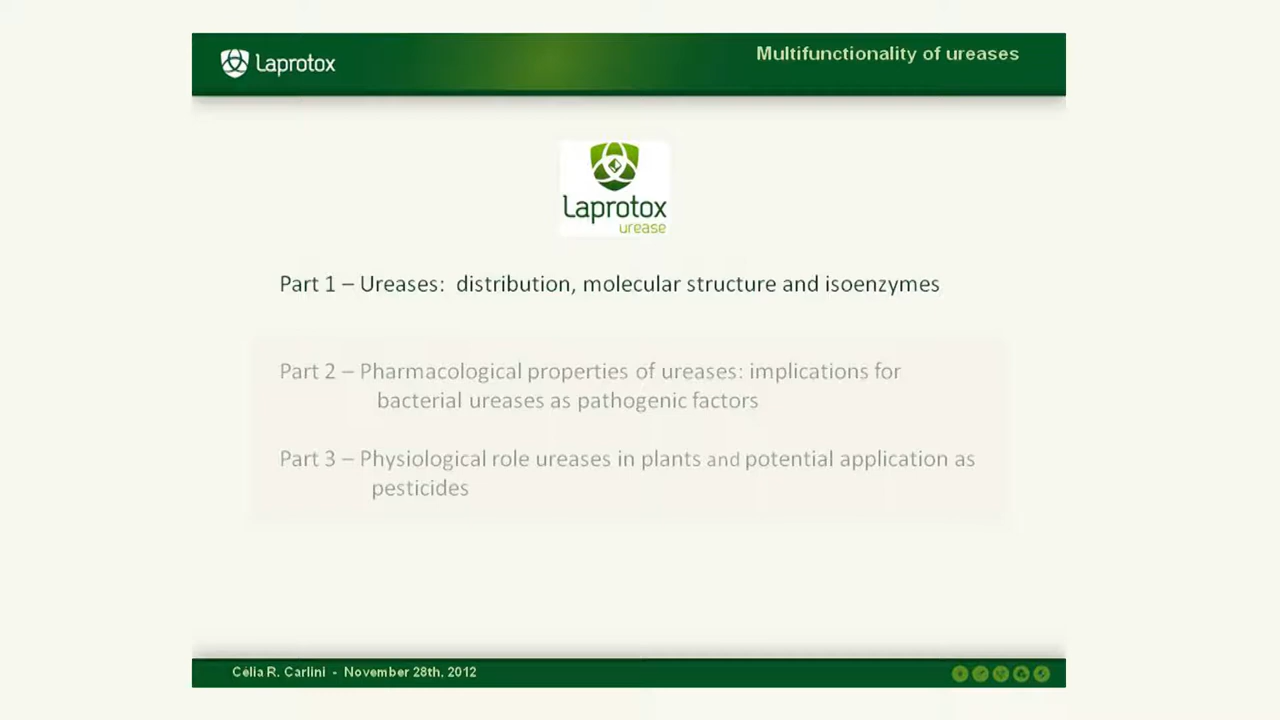 Laprotox
Multifunctionality of ureases
Laprotox
urease
Part 1 – Ureases:  distribution, molecular structure and isoenzymes
Part 2 – Pharmacological properties of ureases: implications for
bacterial ureases as pathogenic factors
Part 3 – Physiological role ureases in plants and potential application as
pesticides
Célia R. Carlini  -  November 28th, 2012